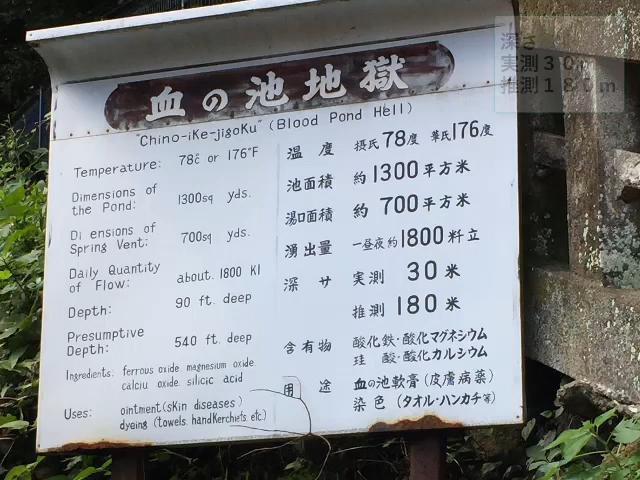 血の池地獄
"Chino-iKe-jigoKu" (Blood Pond Hell)
Temperature: 78℃ or 176°F
Dimensions of
the Pond: 1300sq yds.
Di ensions of
Spring Vent: 700sq yds.
Daily Quantity
of Flow: about. 1800 Kl
Depth: 90 ft. deep
Presumptive
Depth: 540 ft. deep
Ingredients: ferrous oxide. magnesium oxide.
calciu oxide. silicic acid
Uses: ointment(sKin diseases)
dyeing (towels. handKerchiets etc.)
温度 摂氏78度 華氏176度
池面積 約1300平方米
湯口面積 約700平方米
湧出量 一昼夜約1800粁立
深サ 実測 30米
推測 180米
含有物 酸化鉄・酸化マグネシウム
珪酸・酸化カルシウム
用途 血の池軟膏(皮膚病薬)
染色(タオル・ハンカチ等)
深さ
実測30m
推測180m